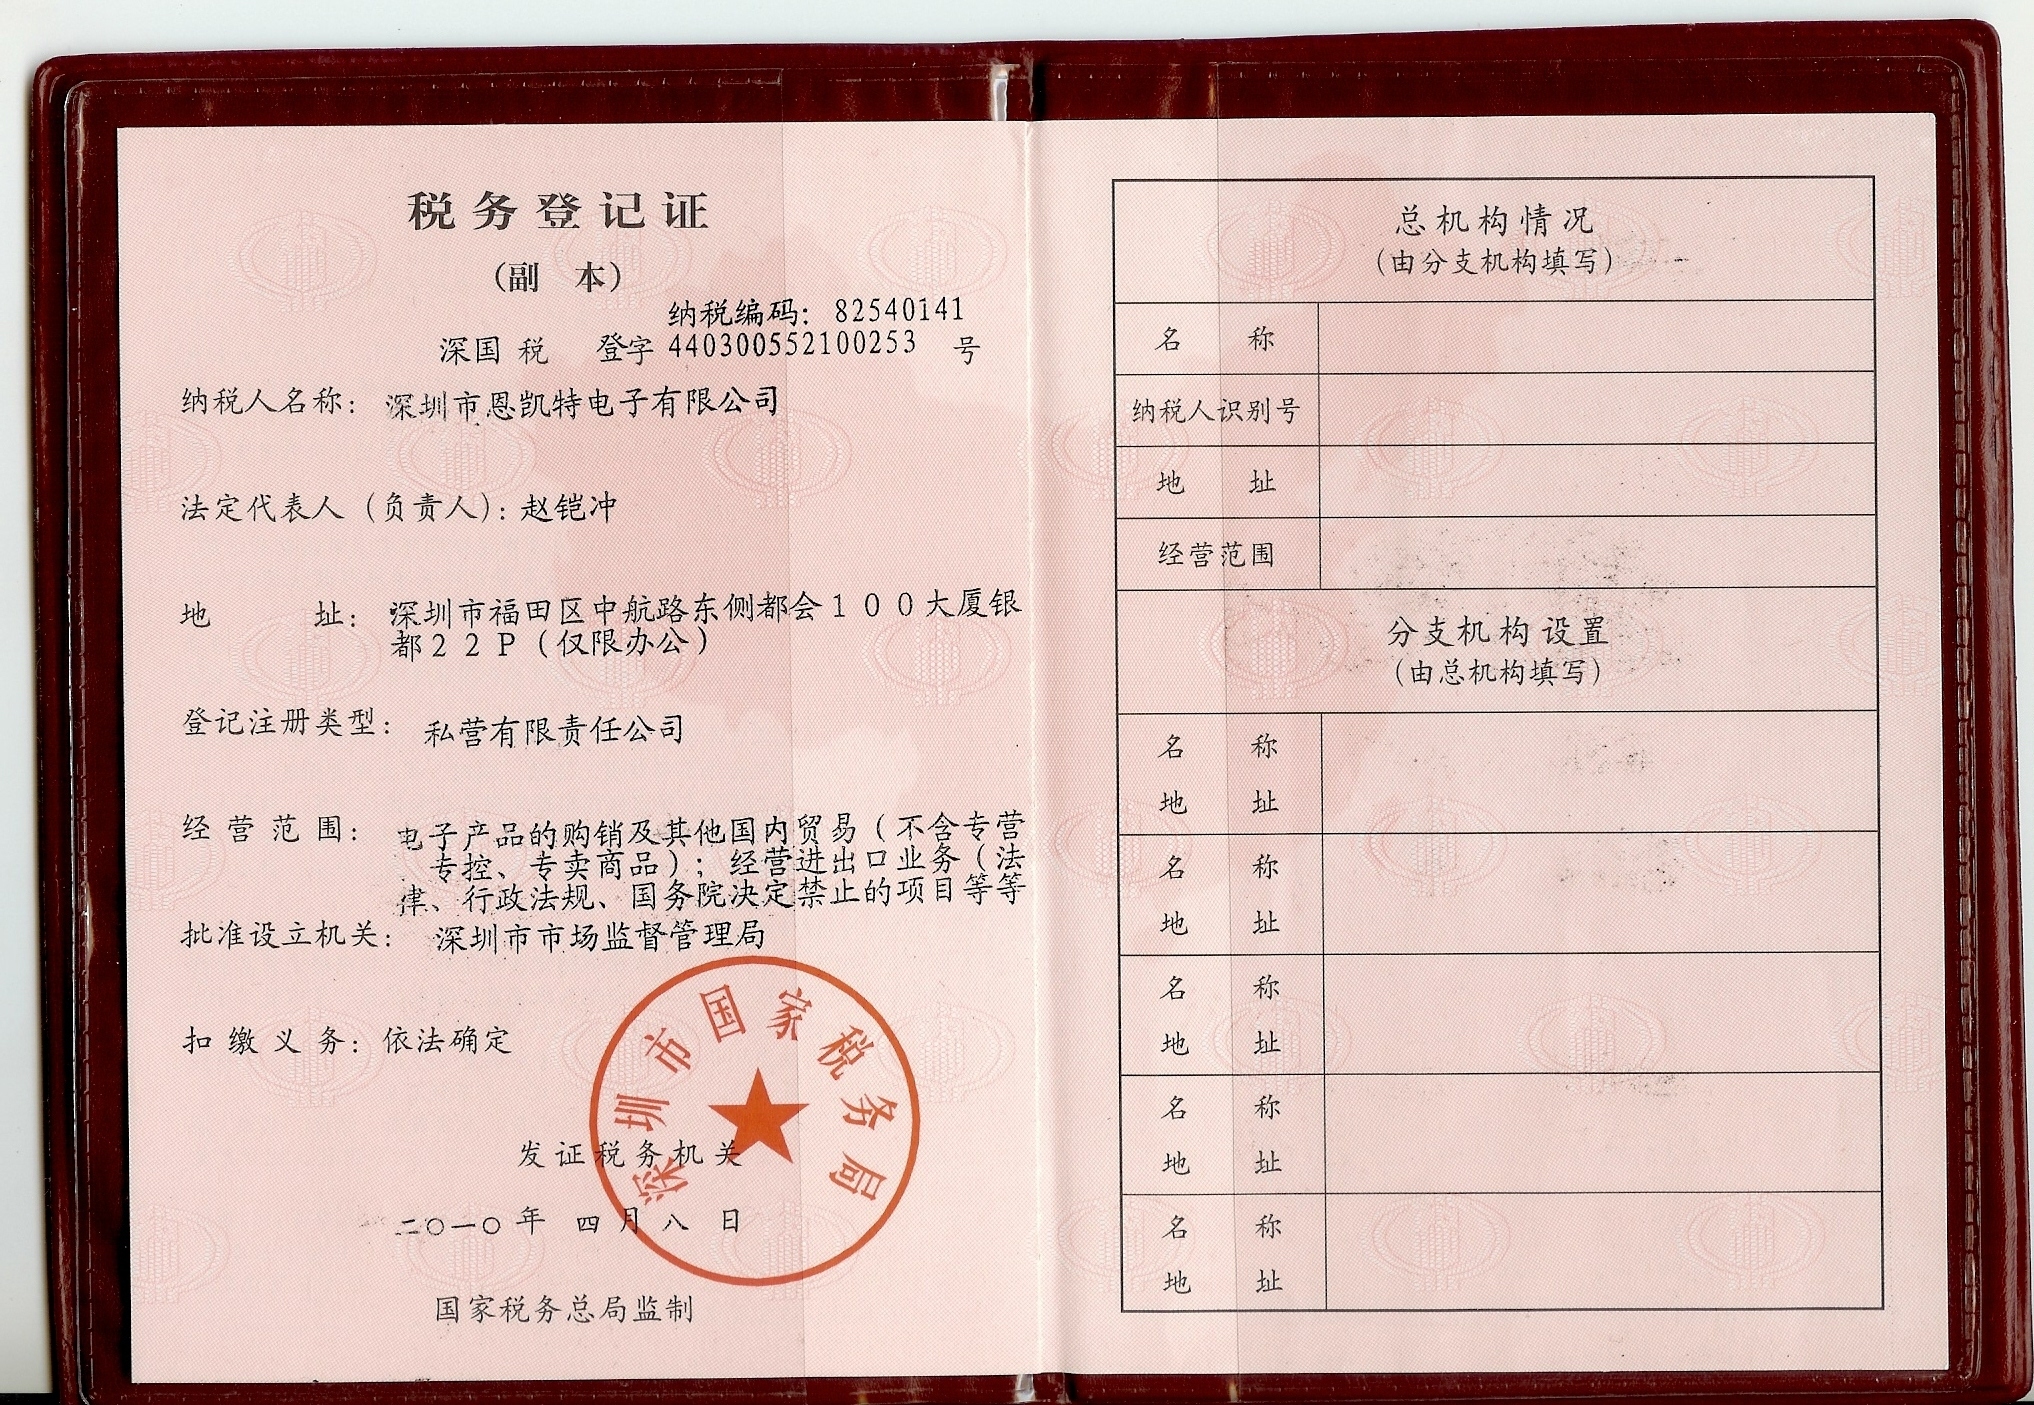 税务登记证
（副 本）
纳税编码：82540141
深国 税 登字 440300552100253 号
纳税人名称：深圳市恩凯特电子有限公司
法定代表人（负责人）：赵铠冲
地 址：深圳市福田区中航路东侧都会１００大厦银
都２２Ｐ（仅限办公）
登记注册类型：私营有限责任公司
经营范围：电子产品的购销及其他国内贸易（不含专营
、专控、专卖商品）；经营进出口业务（法
律、行政法规、国务院决定禁止的项目等等
批准设立机关：深圳市市场监督管理局
扣缴义务：依法确定
深圳市国家税务局
发证税务机关
二〇一〇年 四月八日
国家税务总局监制
总机构情况
（由分支机构填写）
名 称
纳税人识别号
地 址
经营范围
分支机构设置
（由总机构填写）
名 称
地 址
名 称
地 址
名 称
地 址
名 称
地 址
名 称
地 址